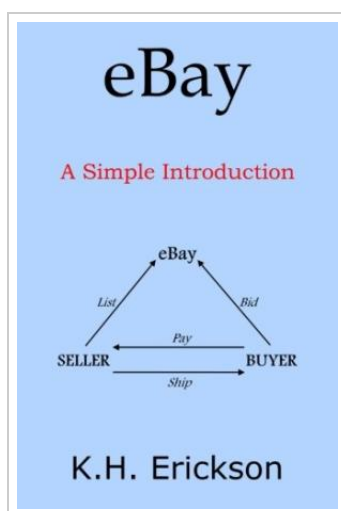 eBay
A Simple Introduction
eBay
List
Bid
Pay
SELLER
BUYER
Ship
K.H. Erickson